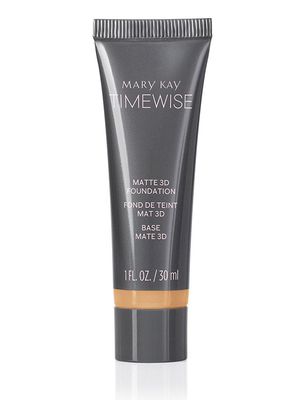 MARY KAY
TIMEWISE
MATTE 3D
FOUNDATION
FOND DE TEINT
MAT 3D
BASE
MATE 3D
1 FL. OZ. / 30 ml